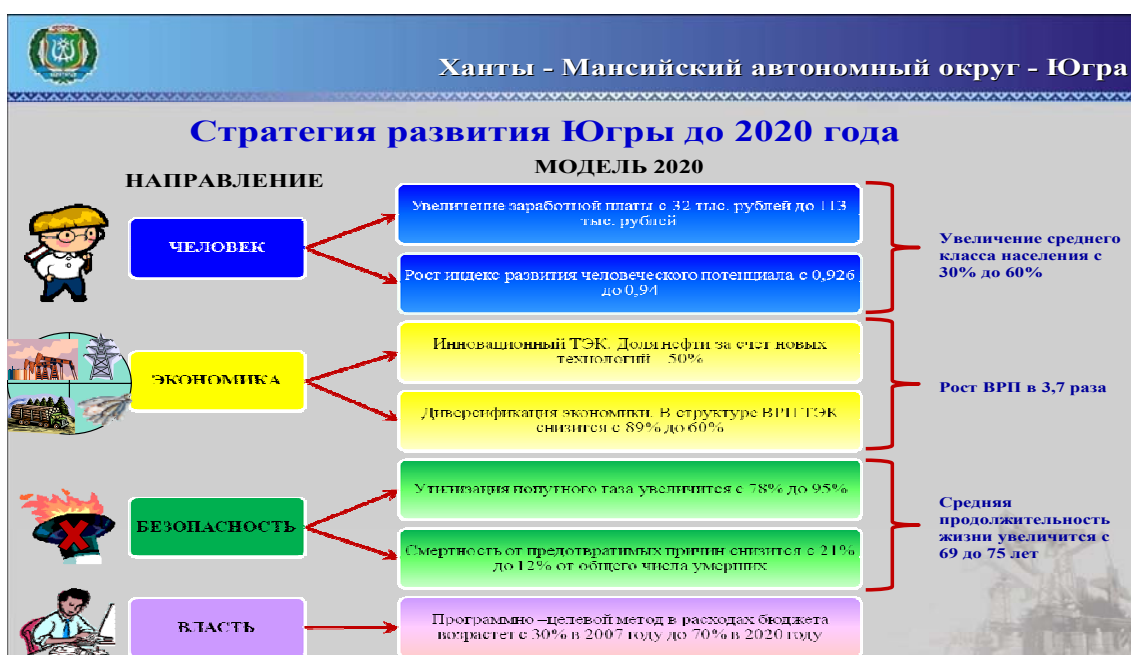 Ханты - Мансийский автономный округ - Югра
Стратегия развития Югры до 2020 года
НАПРАВЛЕНИЕ
МОДЕЛЬ 2020
ЧЕЛОВЕК
Увеличение заработной платы с 32 тыс. рублей до 113
тыс. рублей
Рост индекс развития человеческого потенциала с 0,926
до 0,94
Увеличение среднего
класса населения с
30% до 60%
ЭКОНОМИКА
Инновационный ТЭК. Доля нефти за счет новых
технологий 50%
Диверсификация экономики. В структуре ВРП ТЭК
снизится с 89% до 60%
Рост ВРП в 3,7 раза
БЕЗОПАСНОСТЬ
Утилизация попутного газа увеличится с 78% до 95%
Смертность от предотвратимых причин снизится с 21%
до 12% от общего числа умерших
Средняя
продолжительность
жизни увеличится с
69 до 75 лет
ВЛАСТЬ
Программно –целевой метод в расходах бюджета
возрастет с 30% в 2007 году до 70% в 2020 году